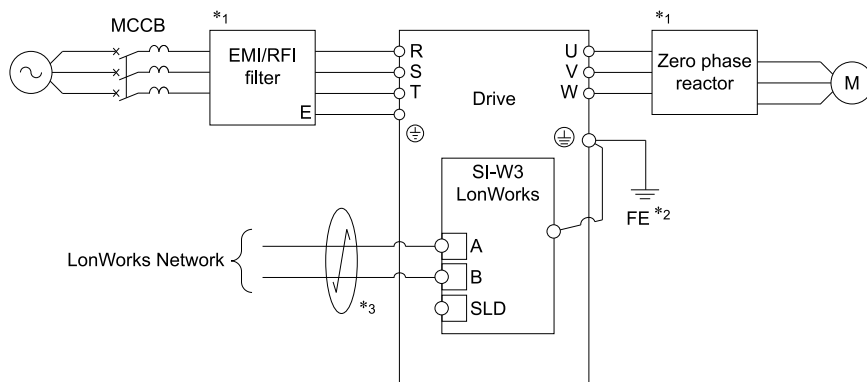 MCCB
*1
EMI/RFI
filter
E
R
S
T
Drive
U
V
W
*1
Zero phase
reactor
M
SI-W3
LonWorks
FE *2
LonWorks Network
A
B
SLD
*3